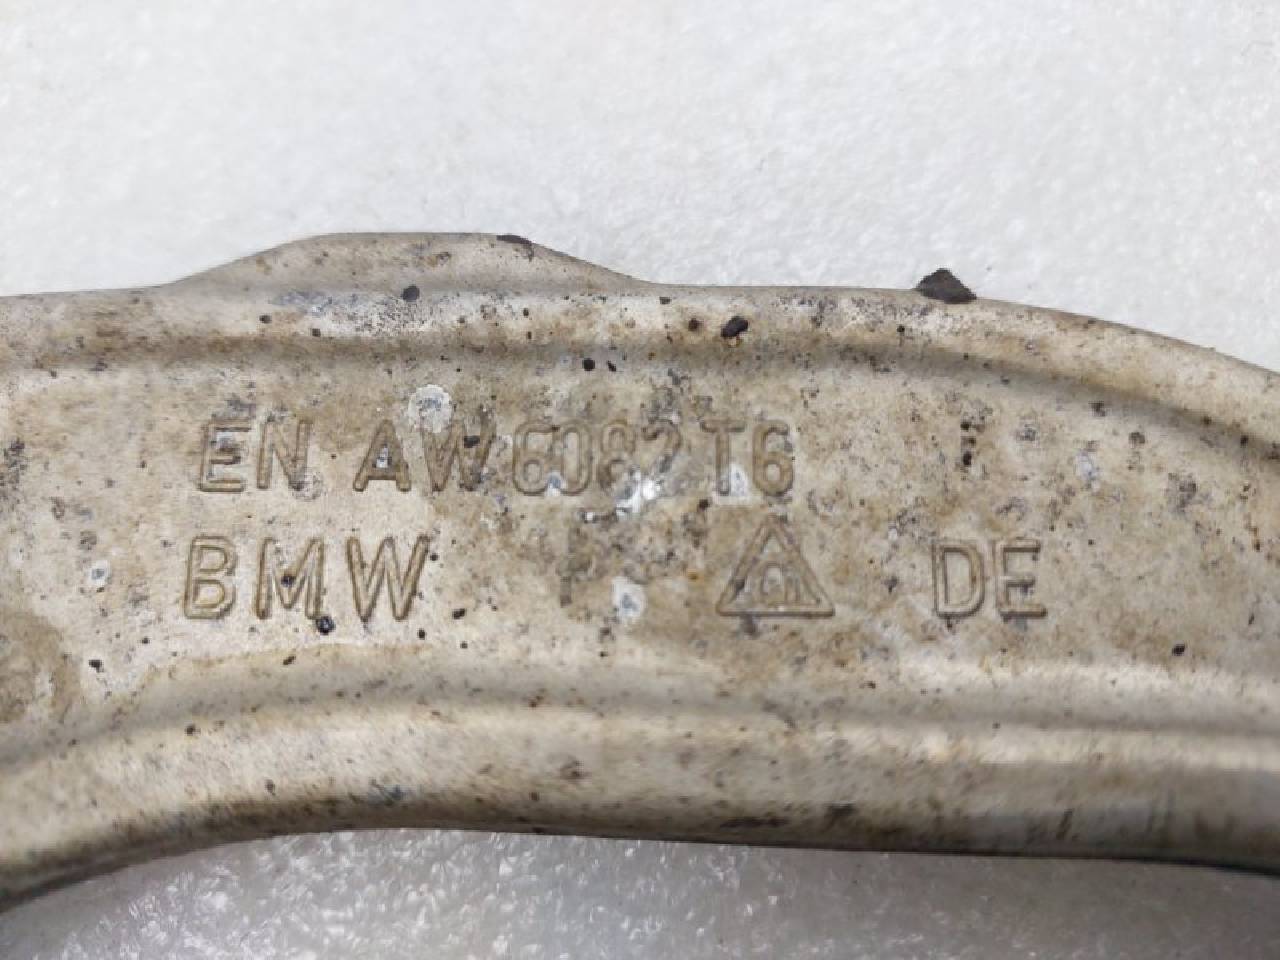 EN AW 6082 T6
BMW DE